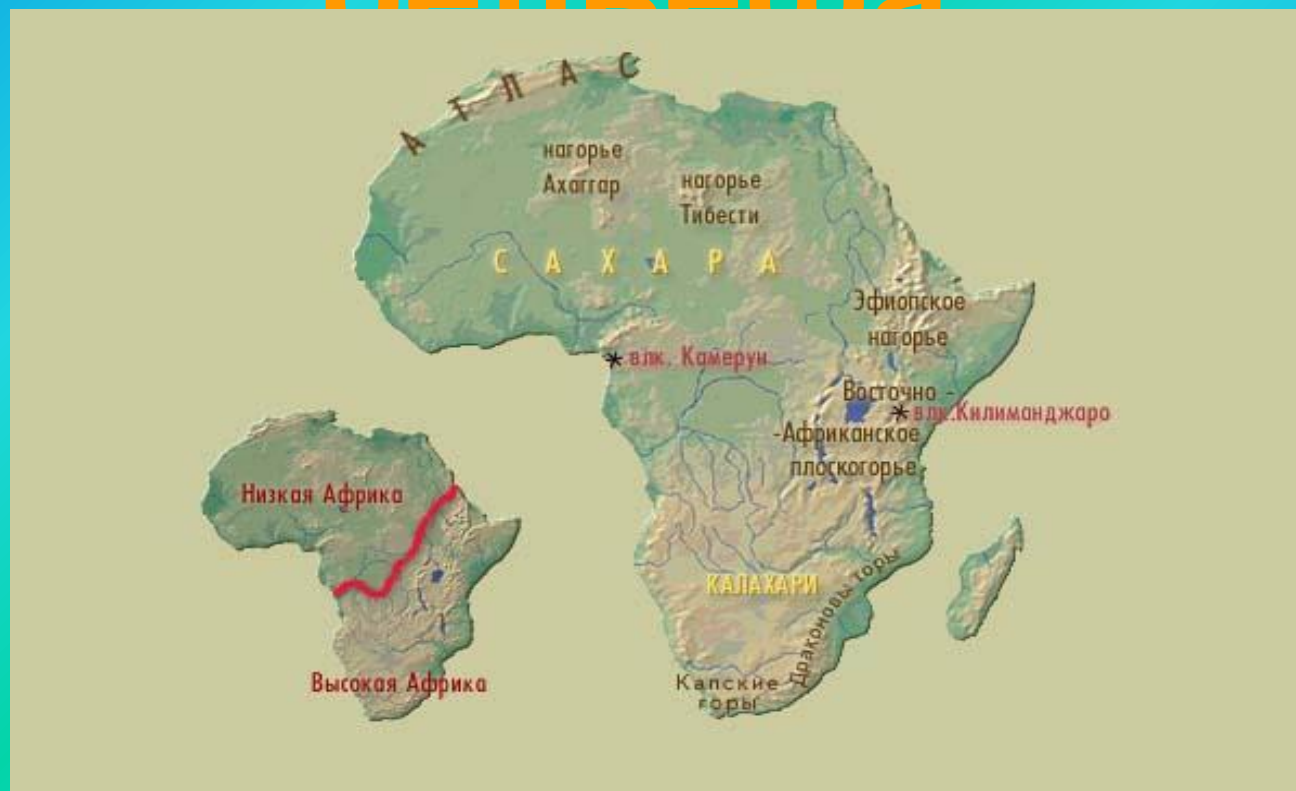 АТЛАС
нагорье
Ахаггар
нагорье
Тибести
САХАРА
Эфиопское
нагорье
влк. Камерун
Восточно -
влк.Килиманджаро
-Африканское
плоскогорье
Низкая Африка
КАЛАХАРИ
Драконовы горы
Капские
горы
Высокая Африка